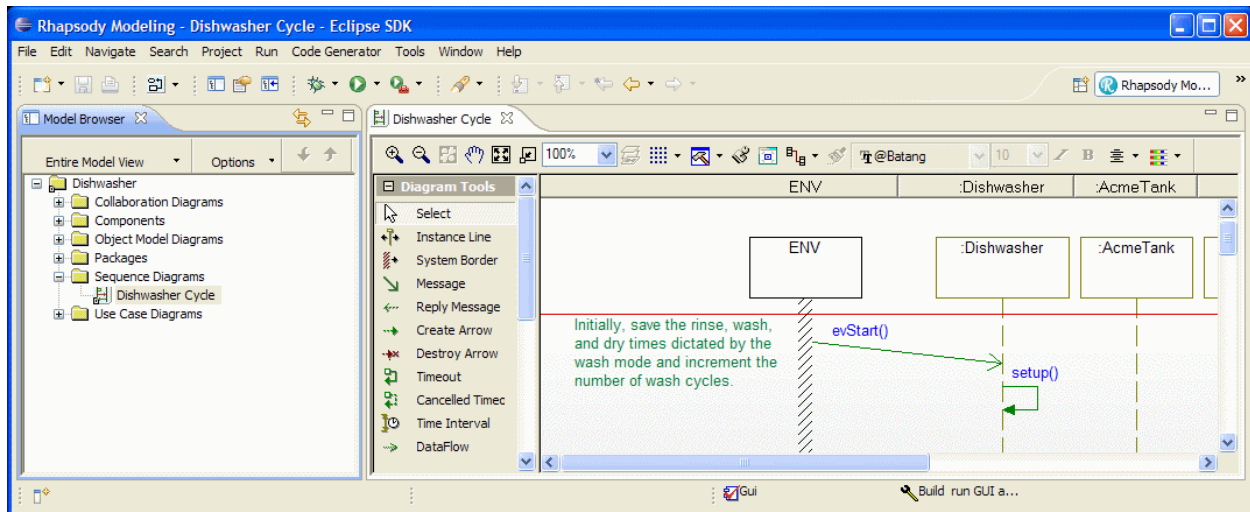 Rhapsody Modeling - Dishwasher Cycle - Eclipse SDK
File Edit Navigate Search Project Run Code Generator Tools Window Help
Rhapsody Mo... »
Model Browser
Dishwasher Cycle
Entire Model View Options
100% @Batang 10 B
Dishwasher
Collaboration Diagrams
Components
Object Model Diagrams
Packages
Sequence Diagrams
Dishwasher Cycle
Use Case Diagrams
Diagram Tools
Select
Instance Line
System Border
Message
Reply Message
Create Arrow
Destroy Arrow
Timeout
Cancelled Timec
Time Interval
DataFlow
ENV :Dishwasher :AcmeTank
ENV :Dishwasher :AcmeTank
Initially, save the rinse, wash,
and dry times dictated by the
wash mode and increment the
number of wash cycles.
evStart()
setup()
Gui Build run GUI a...